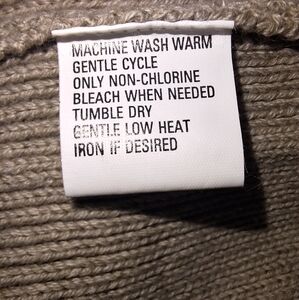 MACHINE WASH WARM
GENTLE CYCLE
ONLY NON-CHLORINE
BLEACH WHEN NEEDED
TUMBLE DRY
GENTLE LOW HEAT
IRON IF DESIRED